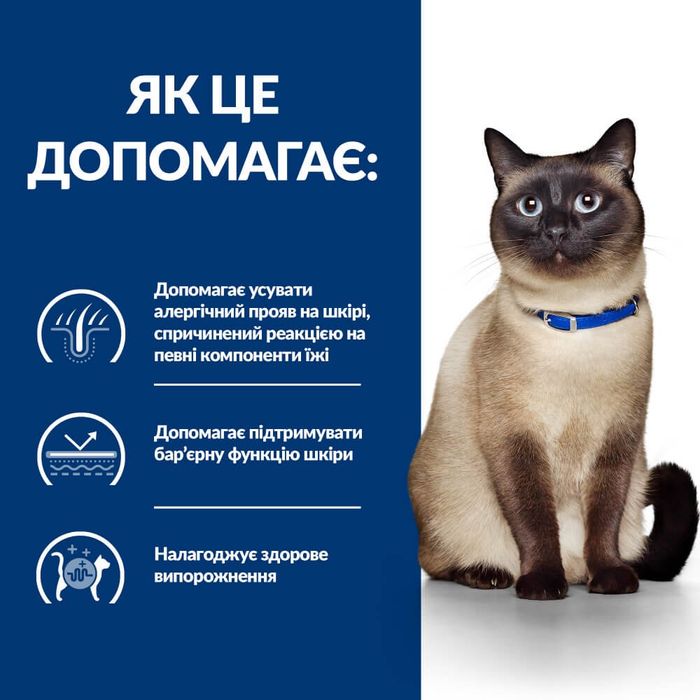 ЯК ЦЕ
ДОПОМАГАЄ:
Допомагає усувати
алергічний прояв на шкірі,
спричинений реакцією на
певні компоненти їжі
Допомагає підтримувати
бар’єрну функцію шкіри
Налагоджує здорове
випорожнення